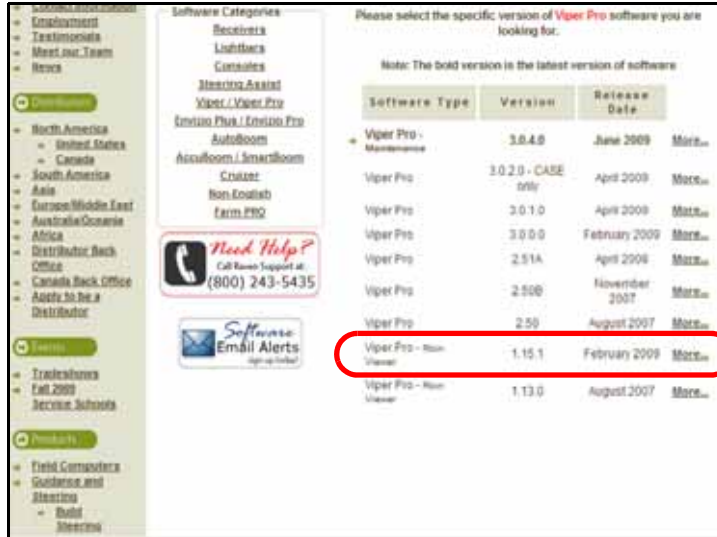 Contact Information
Employment
Testimonials
Meet our Team
News
Distributors
North America
United States
Canada
South America
Asia
Europe/Middle East
Australia/Oceania
Africa
Distributor Back
Office
Canada Back Office
Apply to be a
Distributor
Events
Tradeshows
Fall 2009
Service Schools
Products
Field Computers
Guidance and
Steering
Build
Steering
Software Categories
Receivers
Lightbars
Consoles
Steering Assist
Viper / Viper Pro
Envizio Plus / Envizio Pro
AutoBoom
AccuBoom / SmartBoom
Cruizer
Non-English
Farm PRO
Need Help?
Call Raven Support at:
(800) 243-5435
Software
Email Alerts
sign up today!
Please select the specific version of Viper Pro software you are
looking for.
Note: The bold version is the latest version of software
Software Type Version Release Date
Viper Pro - Maintenance 3.0.4.0 June 2009 More...
Viper Pro 3.0.2.0 - CASE only April 2009 More...
Viper Pro 3.0.1.0 April 2009 More...
Viper Pro 3.0.0.0 February 2009 More...
Viper Pro 2.51A April 2008 More...
Viper Pro 2.50B November 2007 More...
Viper Pro 2.50 August 2007 More...
Viper Pro - Rovn Viewer 1.15.1 February 2009 More...
Viper Pro - Rovn Viewer 1.13.0 August 2007 More...